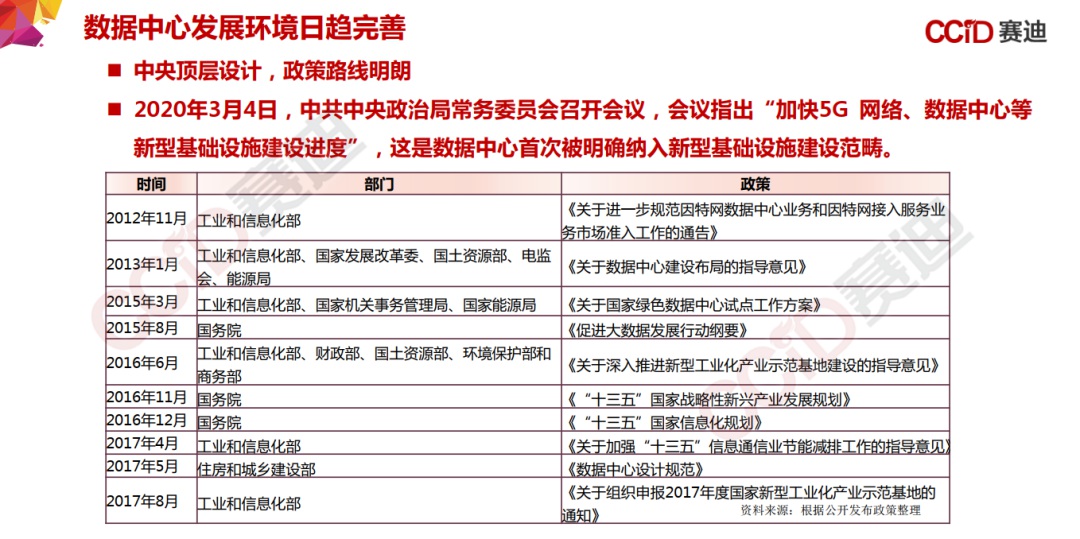 数据中心发展环境日趋完善
CCID 赛迪
■ 中央顶层设计，政策路线明朗
■ 2020年3月4日，中共中央政治局常务委员会召开会议，会议指出“加快5G 网络、数据中心等
新型基础设施建设进度”，这是数据中心首次被明确纳入新型基础设施建设范畴。
时间 部门 政策
2012年11月 工业和信息化部 《关于进一步规范因特网数据中心业务和因特网接入服务业
务市场准入工作的通告》
2013年1月 工业和信息化部、国家发展改革委、国土资源部、电监
会、能源局 《关于数据中心建设布局的指导意见》
2015年3月 工业和信息化部、国家机关事务管理局、国家能源局 《关于国家绿色数据中心试点工作方案》
2015年8月 国务院 《促进大数据发展行动纲要》
2016年6月 工业和信息化部、财政部、国土资源部、环境保护部和
商务部 《关于深入推进新型工业化产业示范基地建设的指导意见》
2016年11月 国务院 《“十三五”国家战略性新兴产业发展规划》
2016年12月 国务院 《“十三五”国家信息化规划》
2017年4月 工业和信息化部 《关于加强“十三五”信息通信业节能减排工作的指导意见》
2017年5月 住房和城乡建设部 《数据中心设计规范》
2017年8月 工业和信息化部 《关于组织申报2017年度国家新型工业化产业示范基地的
通知》
资料来源：根据公开发布政策整理
CCID赛迪
CCID赛迪